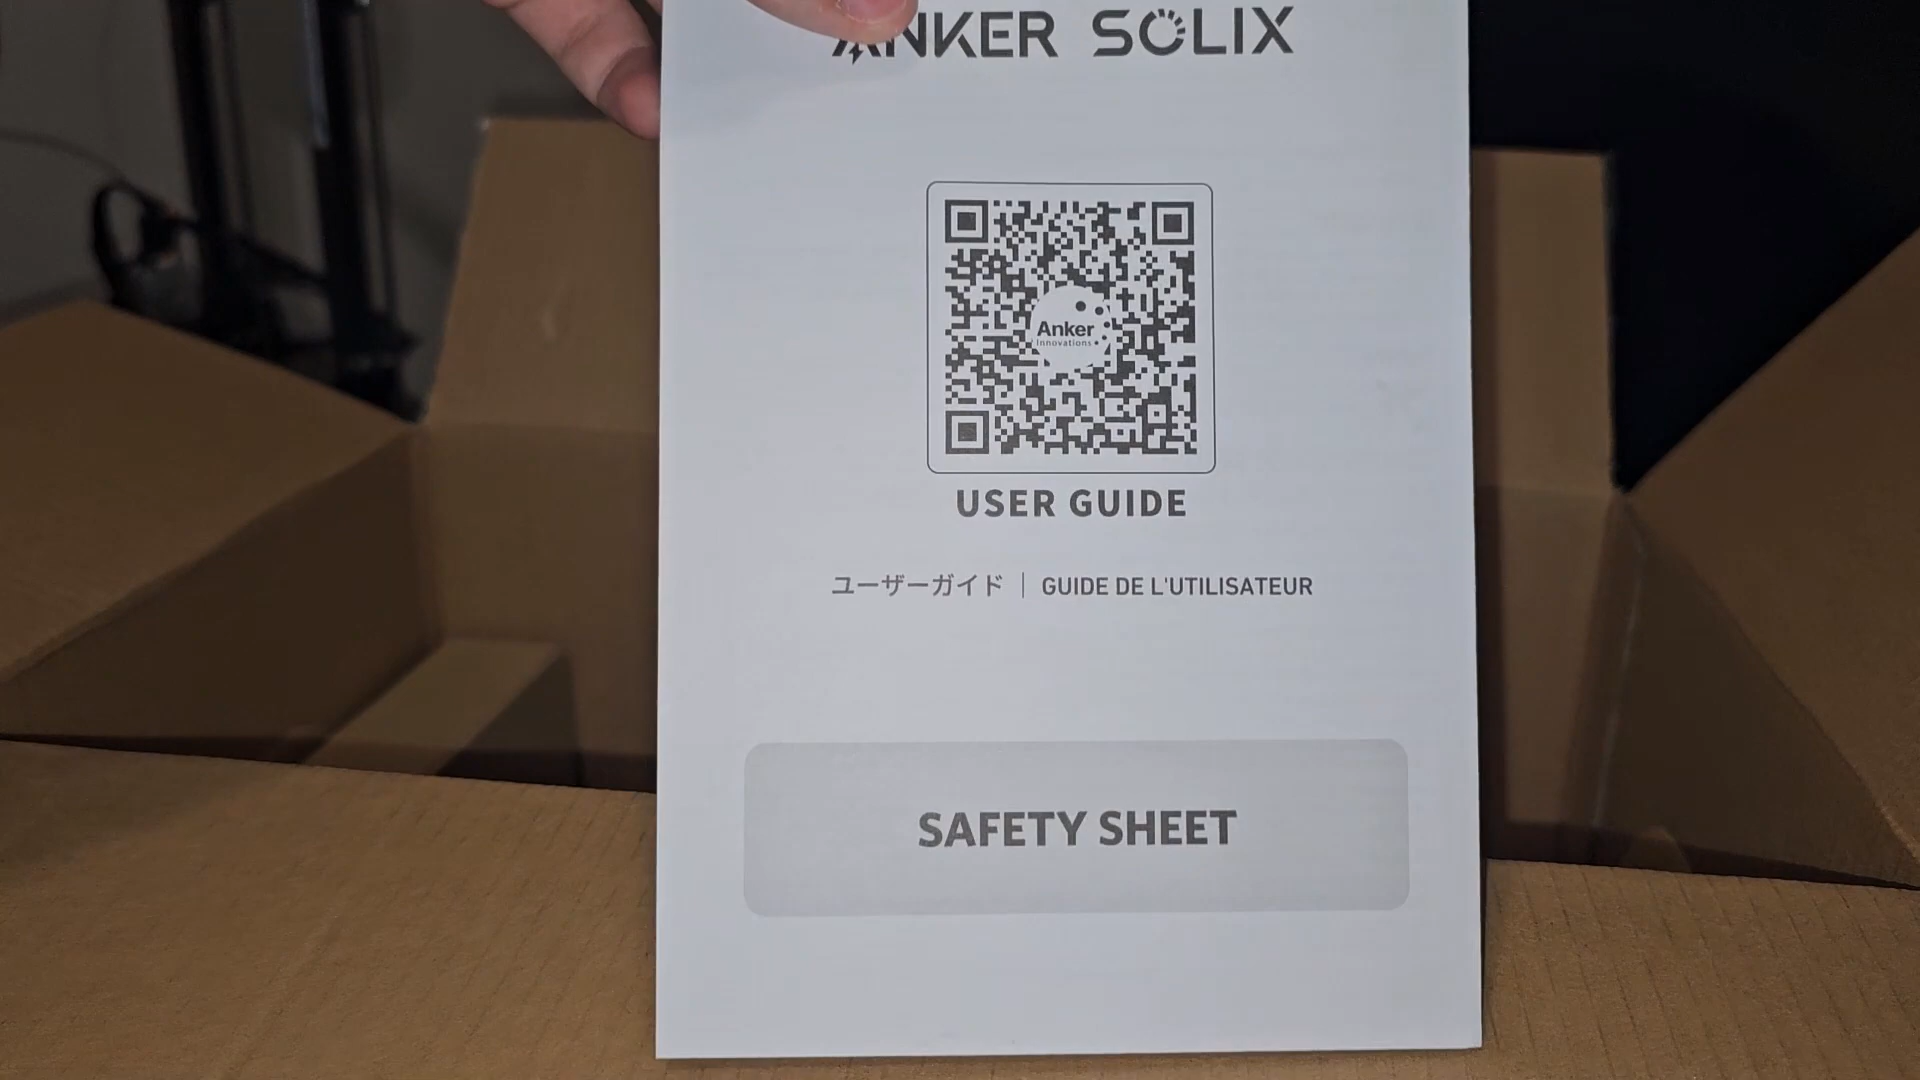 ANKER SOLIX
Anker
Innovations
USER GUIDE
ユーザーガイド | GUIDE DE L'UTILISATEUR
SAFETY SHEET